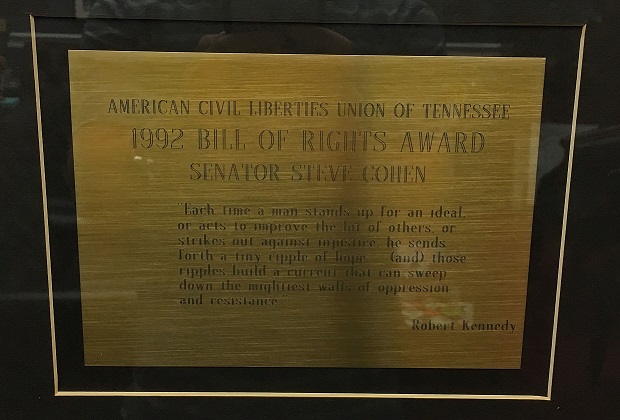 AMERICAN CIVIL LIBERTIES UNION OF TENNESSEE
1992 BILL OF RIGHTS AWARD
SENATOR STEVE COHEN
"Each time a man stands up for an ideal,
or acts to improve the lot of others, or
strikes out against injustice, he sends
forth a tiny ripple of hope... (and) those
ripples build a current that can sweep
down the mightiest walls of oppression
and resistance."
Robert Kennedy